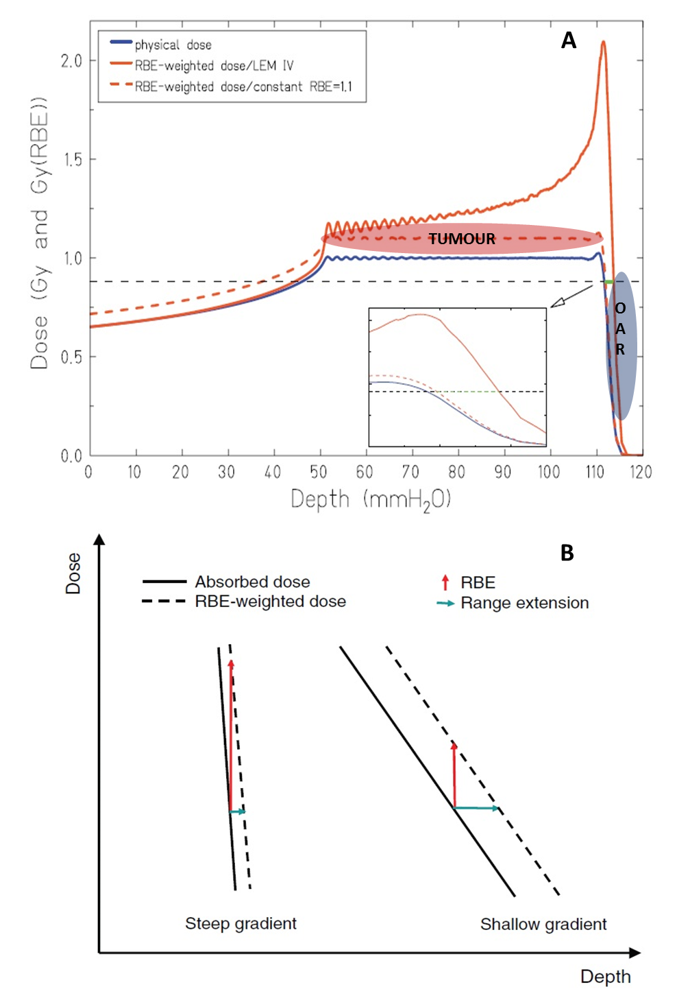 A
physical dose
RBE-weighted dose/LEM IV
RBE-weighted dose/constant RBE=1.1
Dose (Gy and Gy(RBE))
2.0
1.5
1.0
0.5
0.0
TUMOUR
O
A
R
0 10 20 30 40 50 60 70 80 90 100 110 120
Depth (mmH₂O)
B
Dose
Absorbed dose
RBE-weighted dose
RBE
Range extension
Steep gradient
Shallow gradient
Depth